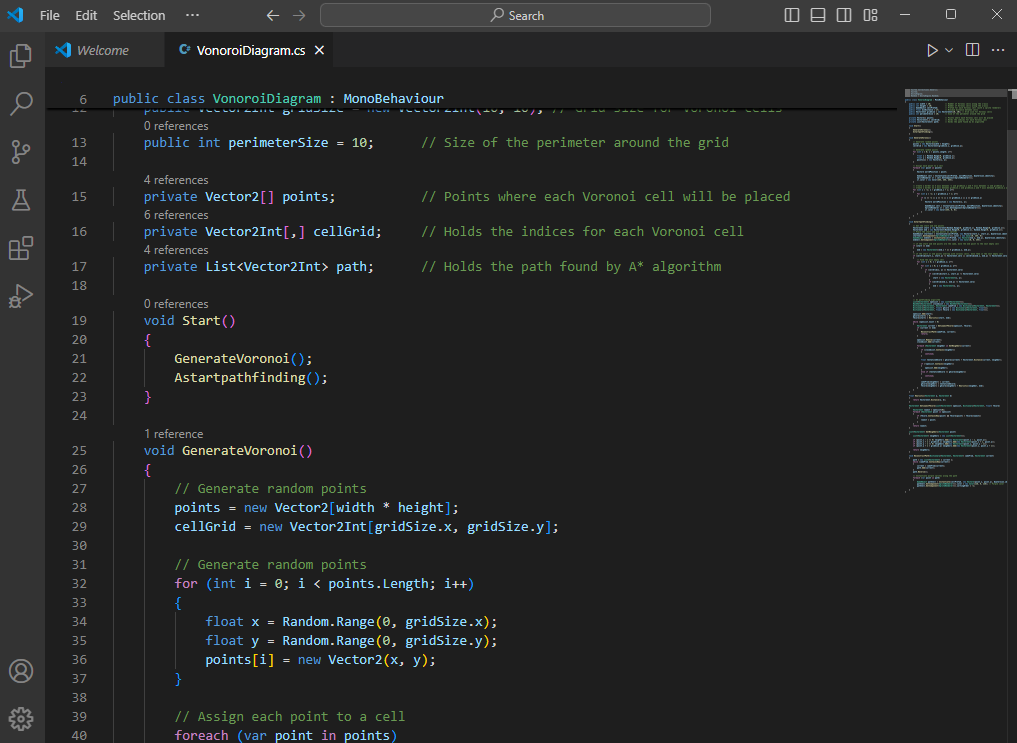 File Edit Selection ··· Search
Welcome VonoroiDiagram.cs
6 public class VonoroiDiagram : MonoBehaviour
0 references
13 public int perimeterSize = 10; // Size of the perimeter around the grid
14
4 references
15 private Vector2[] points; // Points where each Voronoi cell will be placed
6 references
16 private Vector2Int[,] cellGrid; // Holds the indices for each Voronoi cell
4 references
17 private List<Vector2Int> path; // Holds the path found by A* algorithm
18
0 references
19 void Start()
20 {
21 GenerateVoronoi();
22 Astartpathfinding();
23 }
24
1 reference
25 void GenerateVoronoi()
26 {
27 // Generate random points
28 points = new Vector2[width * height];
29 cellGrid = new Vector2Int[gridSize.x, gridSize.y];
30
31 // Generate random points
32 for (int i = 0; i < points.Length; i++)
33 {
34 float x = Random.Range(0, gridSize.x);
35 float y = Random.Range(0, gridSize.y);
36 points[i] = new Vector2(x, y);
37 }
38
39 // Assign each point to a cell
40 foreach (var point in points)